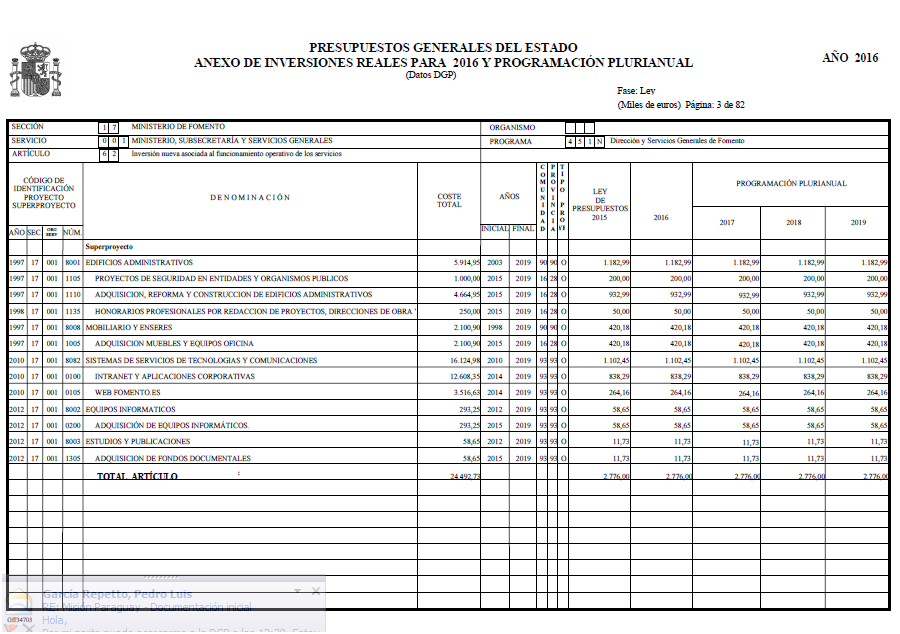 PRESUPUESTOS GENERALES DEL ESTADO
ANEXO DE INVERSIONES REALES PARA 2016 Y PROGRAMACIÓN PLURIANUAL
(Datos DGP)
AÑO 2016
Fase: Ley
(Miles de euros) Página: 3 de 82
SECCIÓN 1 7 MINISTERIO DE FOMENTO ORGANISMO
SERVICIO 0 0 1 MINISTERIO, SUBSECRETARÍA Y SERVICIOS GENERALES PROGRAMA 4 5 1 N Dirección y Servicios Generales de Fomento
ARTÍCULO 6 2 Inversión nueva asociada al funcionamiento operativo de los servicios
CÓDIGO DE IDENTIFICACIÓN PROYECTO SUPERPROYECTO DENOMINACIÓN COSTE TOTAL AÑOS COMUNIDAD PROVINCIA TIPO PROY LEY DE PRESUPUESTOS 2015 2016 PROGRAMACIÓN PLURIANUAL
AÑO SEC. ORG SERV NÚM. INICIAL FINAL 2017 2018 2019
Superproyecto
1997 17 001 8001 EDIFICIOS ADMINISTRATIVOS 5.914,95 2003 2019 90 90 O 1.182,99 1.182,99 1.182,99 1.182,99 1.182,99
1997 17 001 1105 PROYECTOS DE SEGURIDAD EN ENTIDADES Y ORGANISMOS PUBLICOS 1.000,00 2015 2019 16 28 O 200,00 200,00 200,00 200,00 200,00
1997 17 001 1110 ADQUISICION, REFORMA Y CONSTRUCCION DE EDIFICIOS ADMINISTRATIVOS 4.664,95 2015 2019 16 28 O 932,99 932,99 932,99 932,99 932,99
1998 17 001 1135 HONORARIOS PROFESIONALES POR REDACCION DE PROYECTOS, DIRECCIONES DE OBRA 250,00 2015 2019 16 28 O 50,00 50,00 50,00 50,00 50,00
1997 17 001 8008 MOBILIARIO Y ENSERES 2.100,90 1998 2019 90 90 O 420,18 420,18 420,18 420,18 420,18
1997 17 001 1005 ADQUISICION MUEBLES Y EQUIPOS OFICINA 2.100,90 2015 2019 16 28 O 420,18 420,18 420,18 420,18 420,18
2010 17 001 8082 SISTEMAS DE SERVICIOS DE TECNOLOGIAS Y COMUNICACIONES 16.124,98 2010 2019 93 93 O 1.102,45 1.102,45 1.102,45 1.102,45 1.102,45
2010 17 001 0100 INTRANET Y APLICACIONES CORPORATIVAS 12.608,35 2014 2019 93 93 O 838,29 838,29 838,29 838,29 838,29
2010 17 001 0105 WEB FOMENTO.ES 3.516,63 2014 2019 93 93 O 264,16 264,16 264,16 264,16 264,16
2012 17 001 8002 EQUIPOS INFORMATICOS 293,25 2012 2019 93 93 O 58,65 58,65 58,65 58,65 58,65
2012 17 001 0200 ADQUISICIÓN DE EQUIPOS INFORMÁTICOS. 293,25 2015 2019 93 93 O 58,65 58,65 58,65 58,65 58,65
2012 17 001 8003 ESTUDIOS Y PUBLICACIONES 58,65 2012 2019 93 93 O 11,73 11,73 11,73 11,73 11,73
2012 17 001 1305 ADQUISICION DE FONDOS DOCUMENTALES 58,65 2015 2019 93 93 O 11,73 11,73 11,73 11,73 11,73
TOTAL ARTÍCULO : 24.492,73 2.776,00 2.776,00 2.776,00 2.776,00 2.776,00
García Repetto, Pedro Luis
RE: Misión Paraguay - Documentación inicial
Hola,